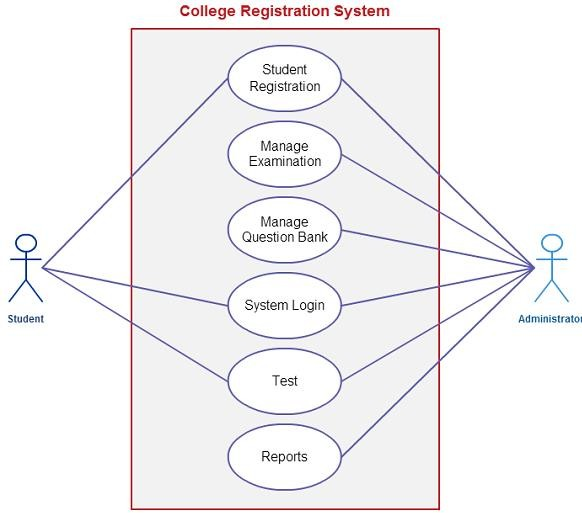 College Registration System
Student
Registration
Manage
Examination
Manage
Question Bank
System Login
Test
Reports
Student
Administrator